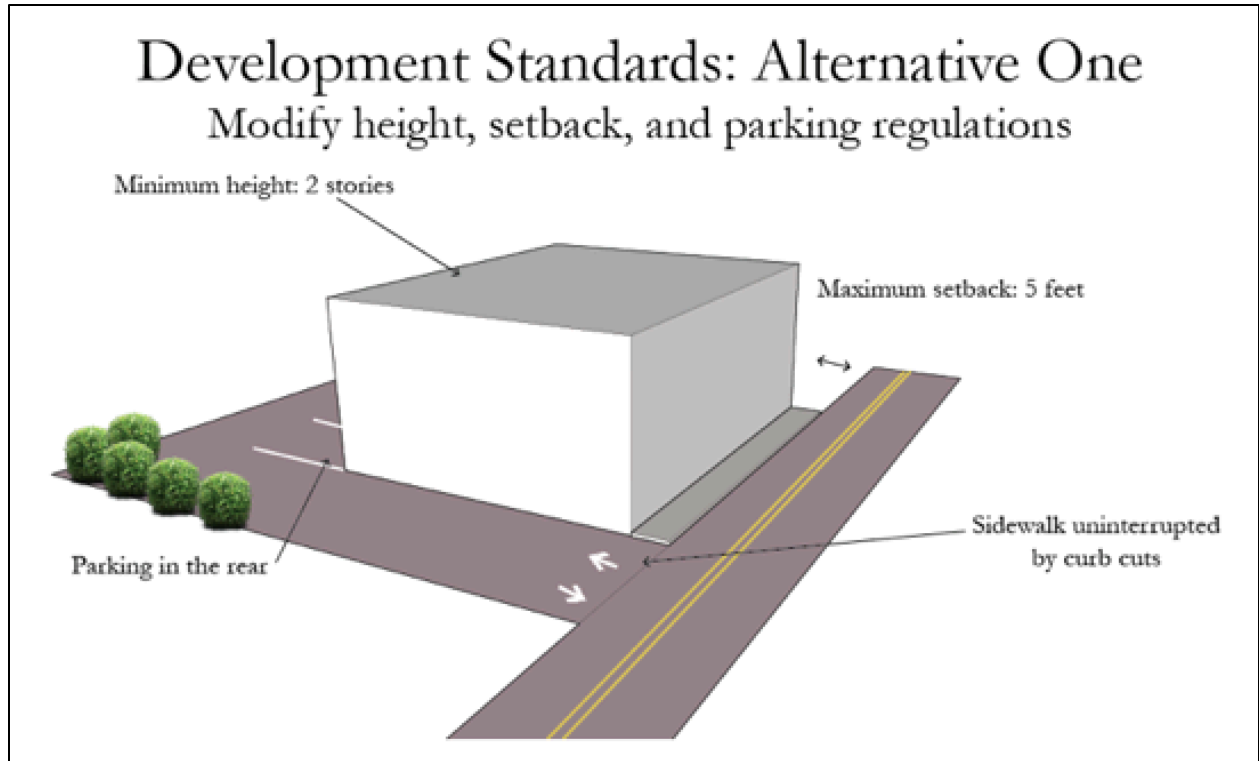 Development Standards: Alternative One
Modify height, setback, and parking regulations
Minimum height: 2 stories
Maximum setback: 5 feet
Sidewalk uninterrupted
by curb cuts
Parking in the rear